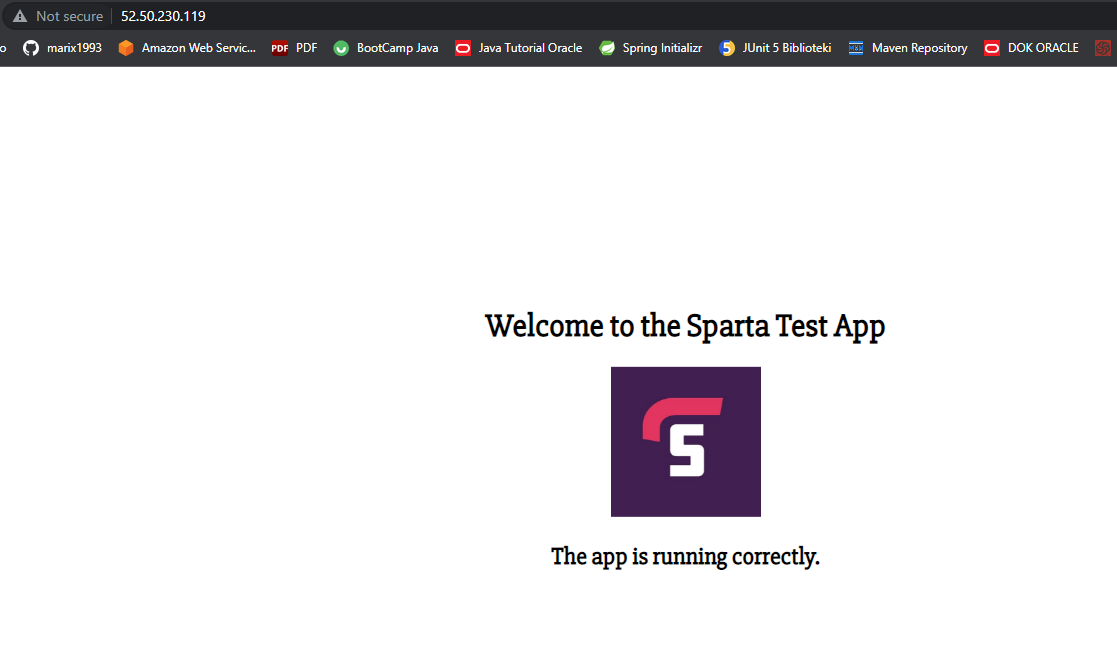 Not secure 52.50.230.119
o marix1993 Amazon Web Servic... PDF PDF BootCamp Java Java Tutorial Oracle Spring Initializr 5 JUnit 5 Biblioteki Maven Repository DOK ORACLE
Welcome to the Sparta Test App
S
The app is running correctly.